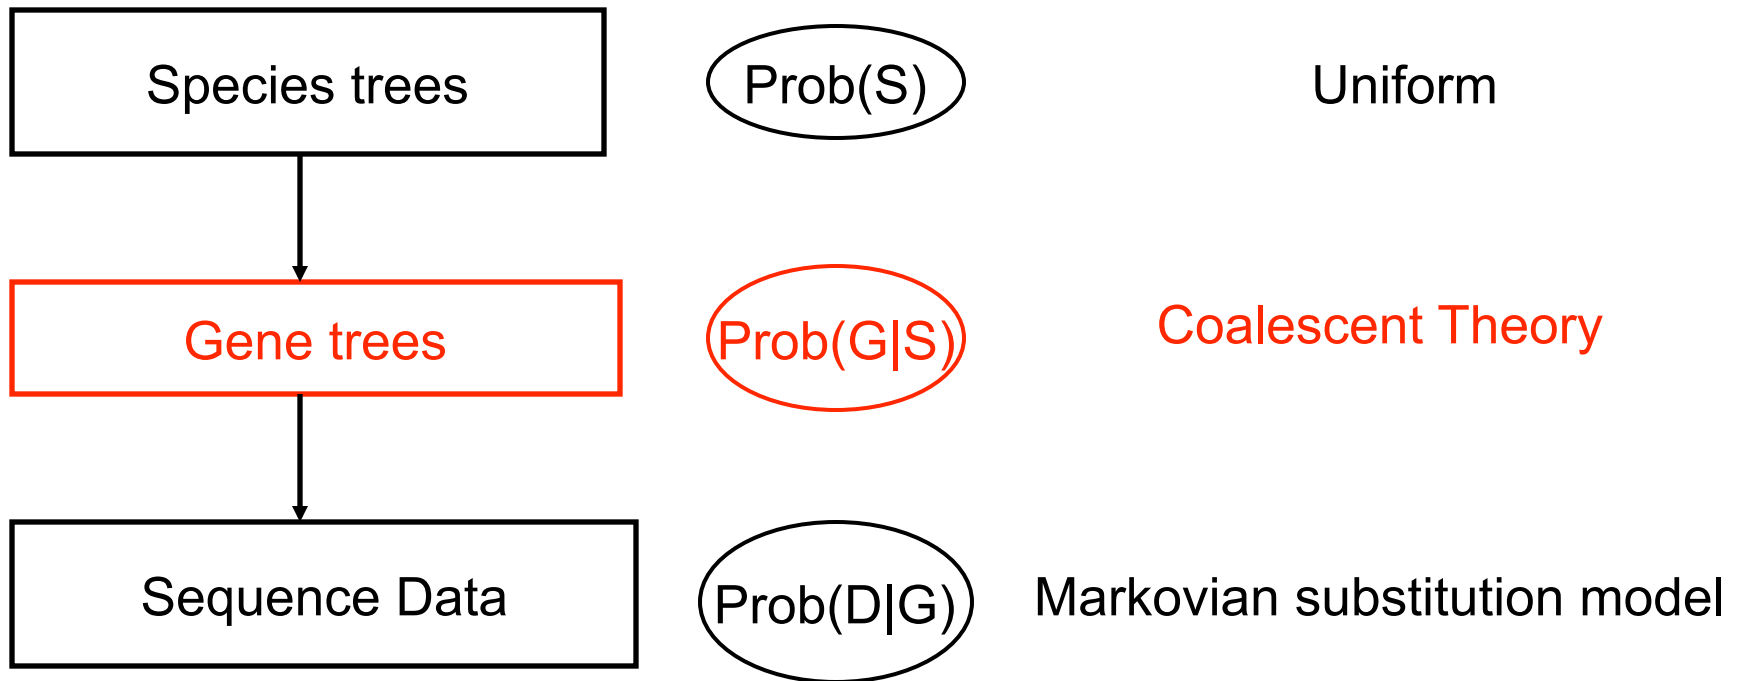 Species trees
Prob(S)
Uniform
Gene trees
Prob(G|S)
Coalescent Theory
Sequence Data
Prob(D|G)
Markovian substitution model